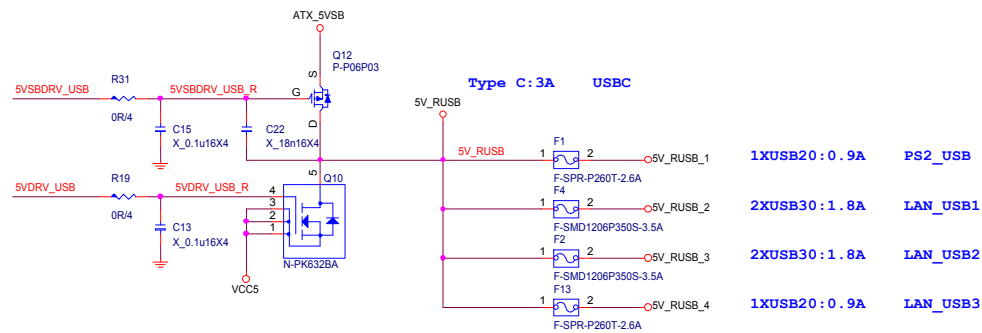 ATX_5VSB
Q12
P-P06P03
S
G
D
Type C:3A USBC
R31
5VSBDRV_USB
5VSBDRV_USB_R
0R/4
C15
X_0.1u16X4
C22
X_18n16X4
5V_RUSB
5V_RUSB
F1
1 2
5V_RUSB_1
F-SPR-P260T-2.6A
1XUSB20:0.9A PS2_USB
R19
5VDRV_USB
5VDRV_USB_R
0R/4
C13
X_0.1u16X4
5
Q10
4
3
2
1
N-PK632BA
VCC5
F4
1 2
5V_RUSB_2
F-SMD1206P350S-3.5A
2XUSB30:1.8A LAN_USB1
F2
1 2
5V_RUSB_3
F-SMD1206P350S-3.5A
2XUSB30:1.8A LAN_USB2
F13
1 2
5V_RUSB_4
F-SPR-P260T-2.6A
1XUSB20:0.9A LAN_USB3